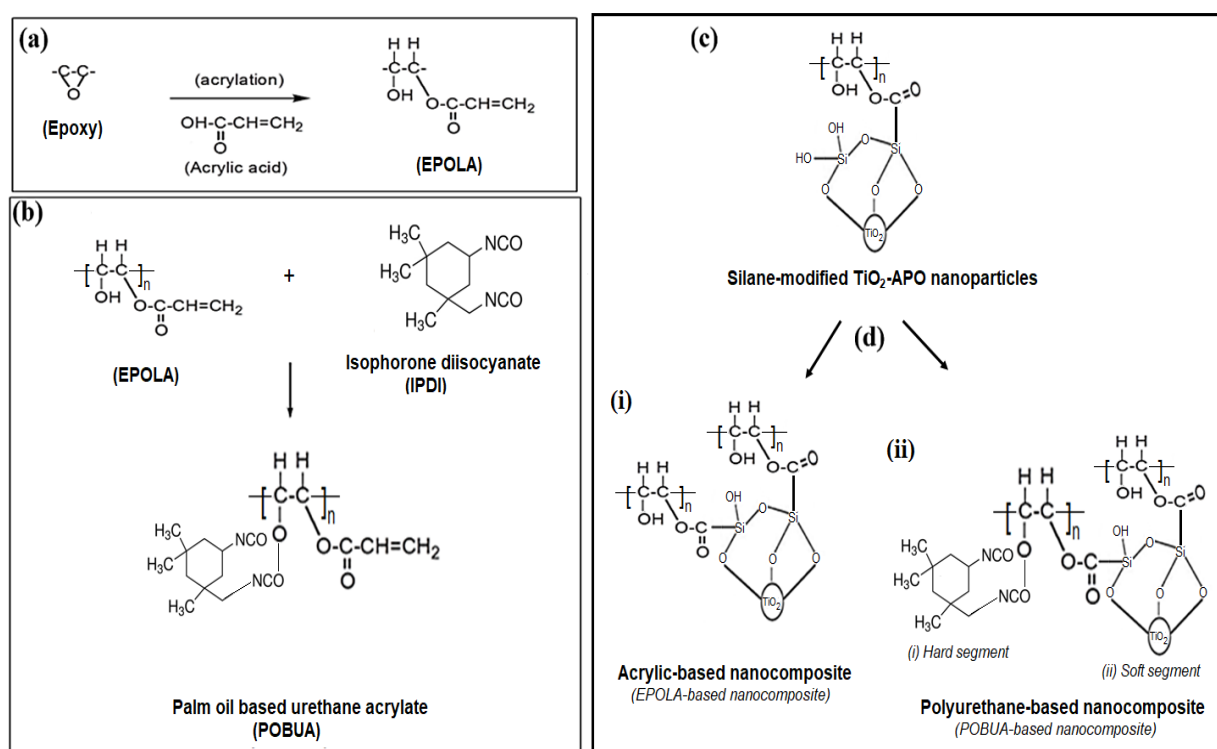 (a)
-C-C-
O
(Epoxy)
(acrylation)
OH-C-CH=CH2
O
(Acrylic acid)
H H
-C-C-
OH
O-C-CH=CH2
O
(EPOLA)
(b)
H H
[C-C]n
OH
O-C-CH=CH2
O
(EPOLA)
+
H3C
H3C
NCO
NCO
H3C
Isophorone diisocyanate
(IPDI)
H H
[C-C]n
O
O-C-CH=CH2
O
H3C
H3C
NCO
NCO
H3C
Palm oil based urethane acrylate
(POBUA)
(c)
H H
[C-C]n
OH
O-C=O
OH
HO
Si
O
Si
O
O
O
TiO2
Silane-modified TiO2-APO nanoparticles
(d)
(i)
H H
[C-C]n
OH
O-C=O
H H
[C-C]n
OH
O-C
O
OH
Si
O
Si
O
O
O
TiO2
Acrylic-based nanocomposite
(EPOLA-based nanocomposite)
(ii)
H H
[C-C]n
OH
O-C=O
H H
[C-C]n
O
O-C
O
OH
Si
O
Si
O
O
O
TiO2
H3C
H3C
NCO
NCO
H3C
(i) Hard segment
(ii) Soft segment
Polyurethane-based nanocomposite
(POBUA-based nanocomposite)